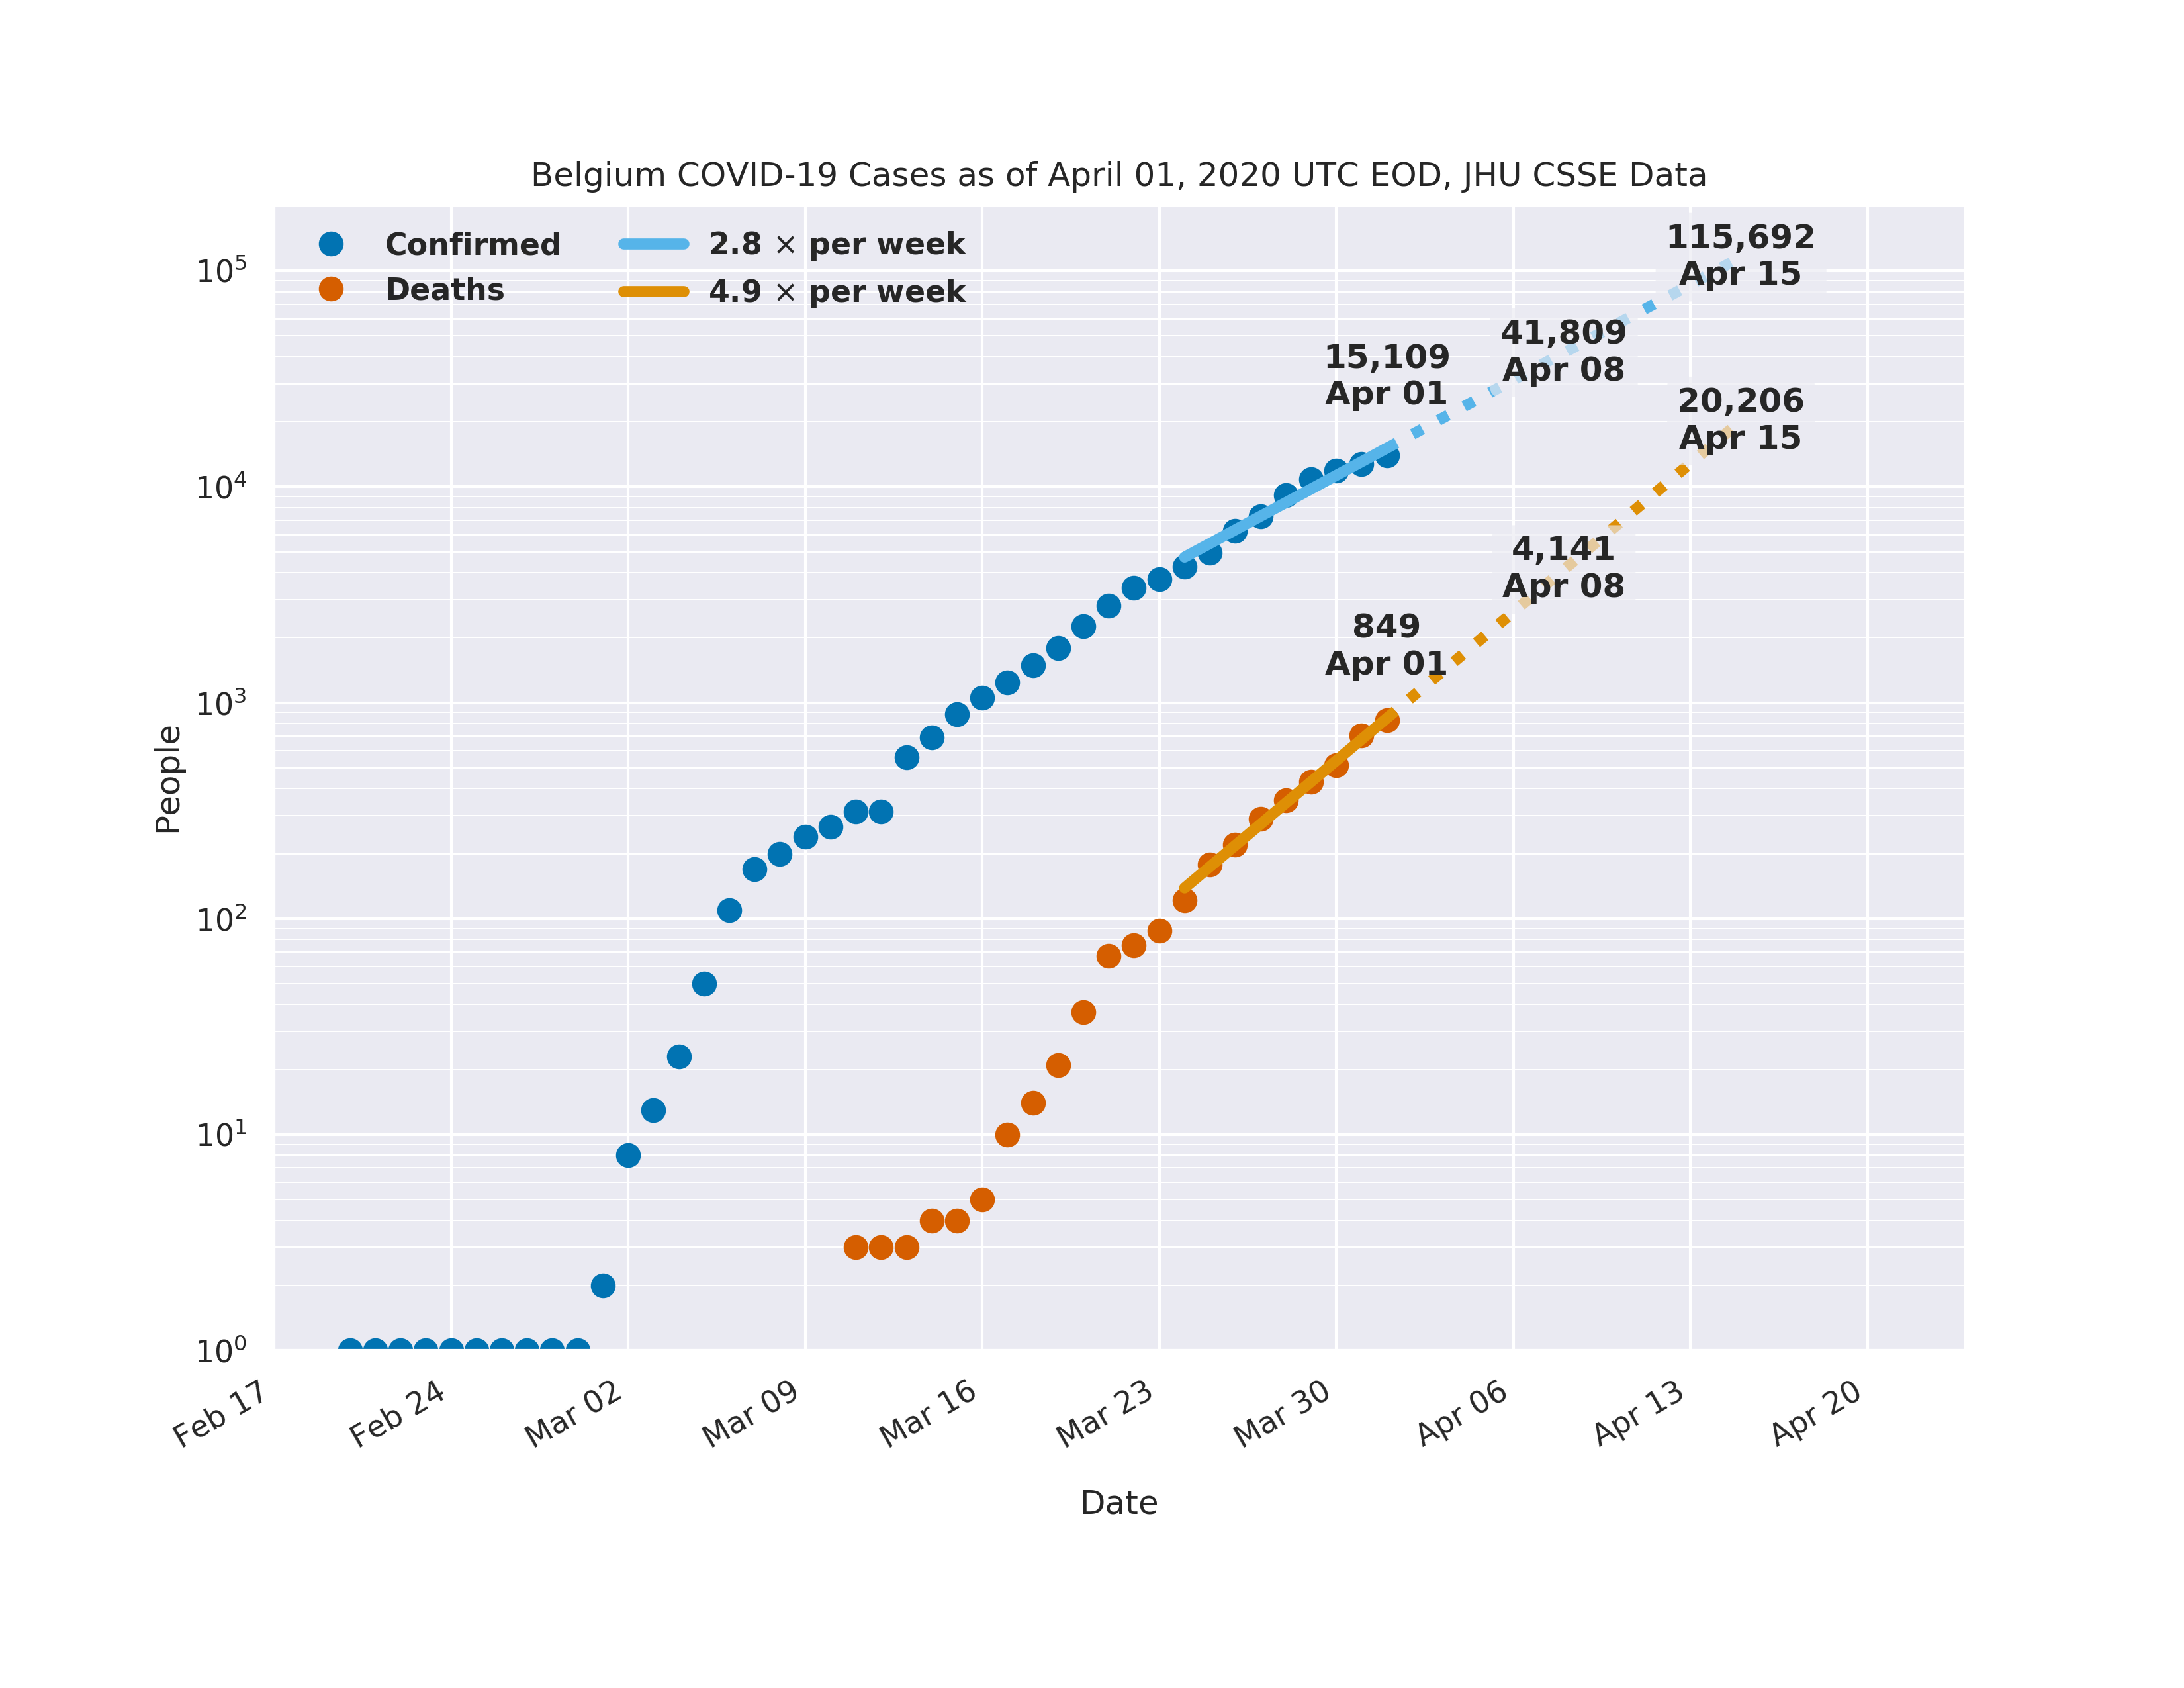 Belgium COVID-19 Cases as of April 01, 2020 UTC EOD, JHU CSSE Data
Confirmed
Deaths
2.8 × per week
4.9 × per week
115,692
Apr 15
41,809
Apr 08
15,109
Apr 01
20,206
Apr 15
4,141
Apr 08
849
Apr 01
People
10⁵
10⁴
10³
10²
10¹
10⁰
Feb 17
Feb 24
Mar 02
Mar 09
Mar 16
Mar 23
Mar 30
Apr 06
Apr 13
Apr 20
Date